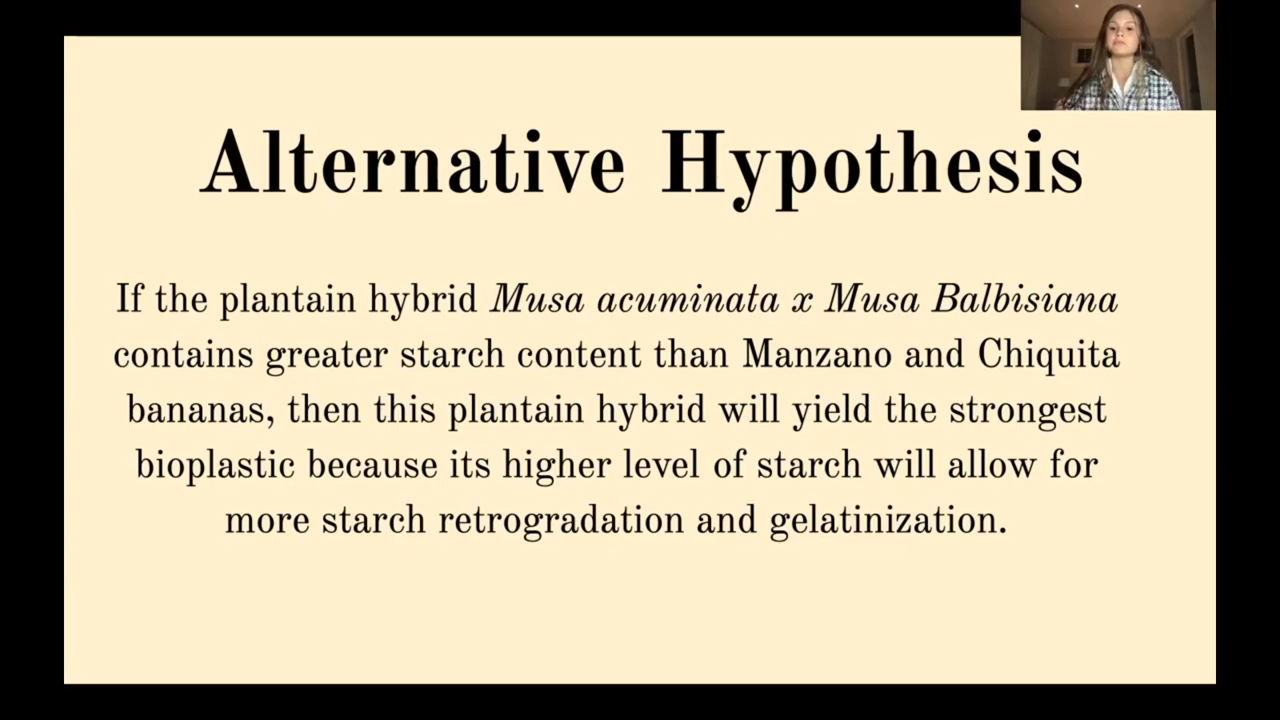 Alternative Hypothesis
If the plantain hybrid Musa acuminata x Musa Balbisiana
contains greater starch content than Manzano and Chiquita
bananas, then this plantain hybrid will yield the strongest
bioplastic because its higher level of starch will allow for
more starch retrogradation and gelatinization.